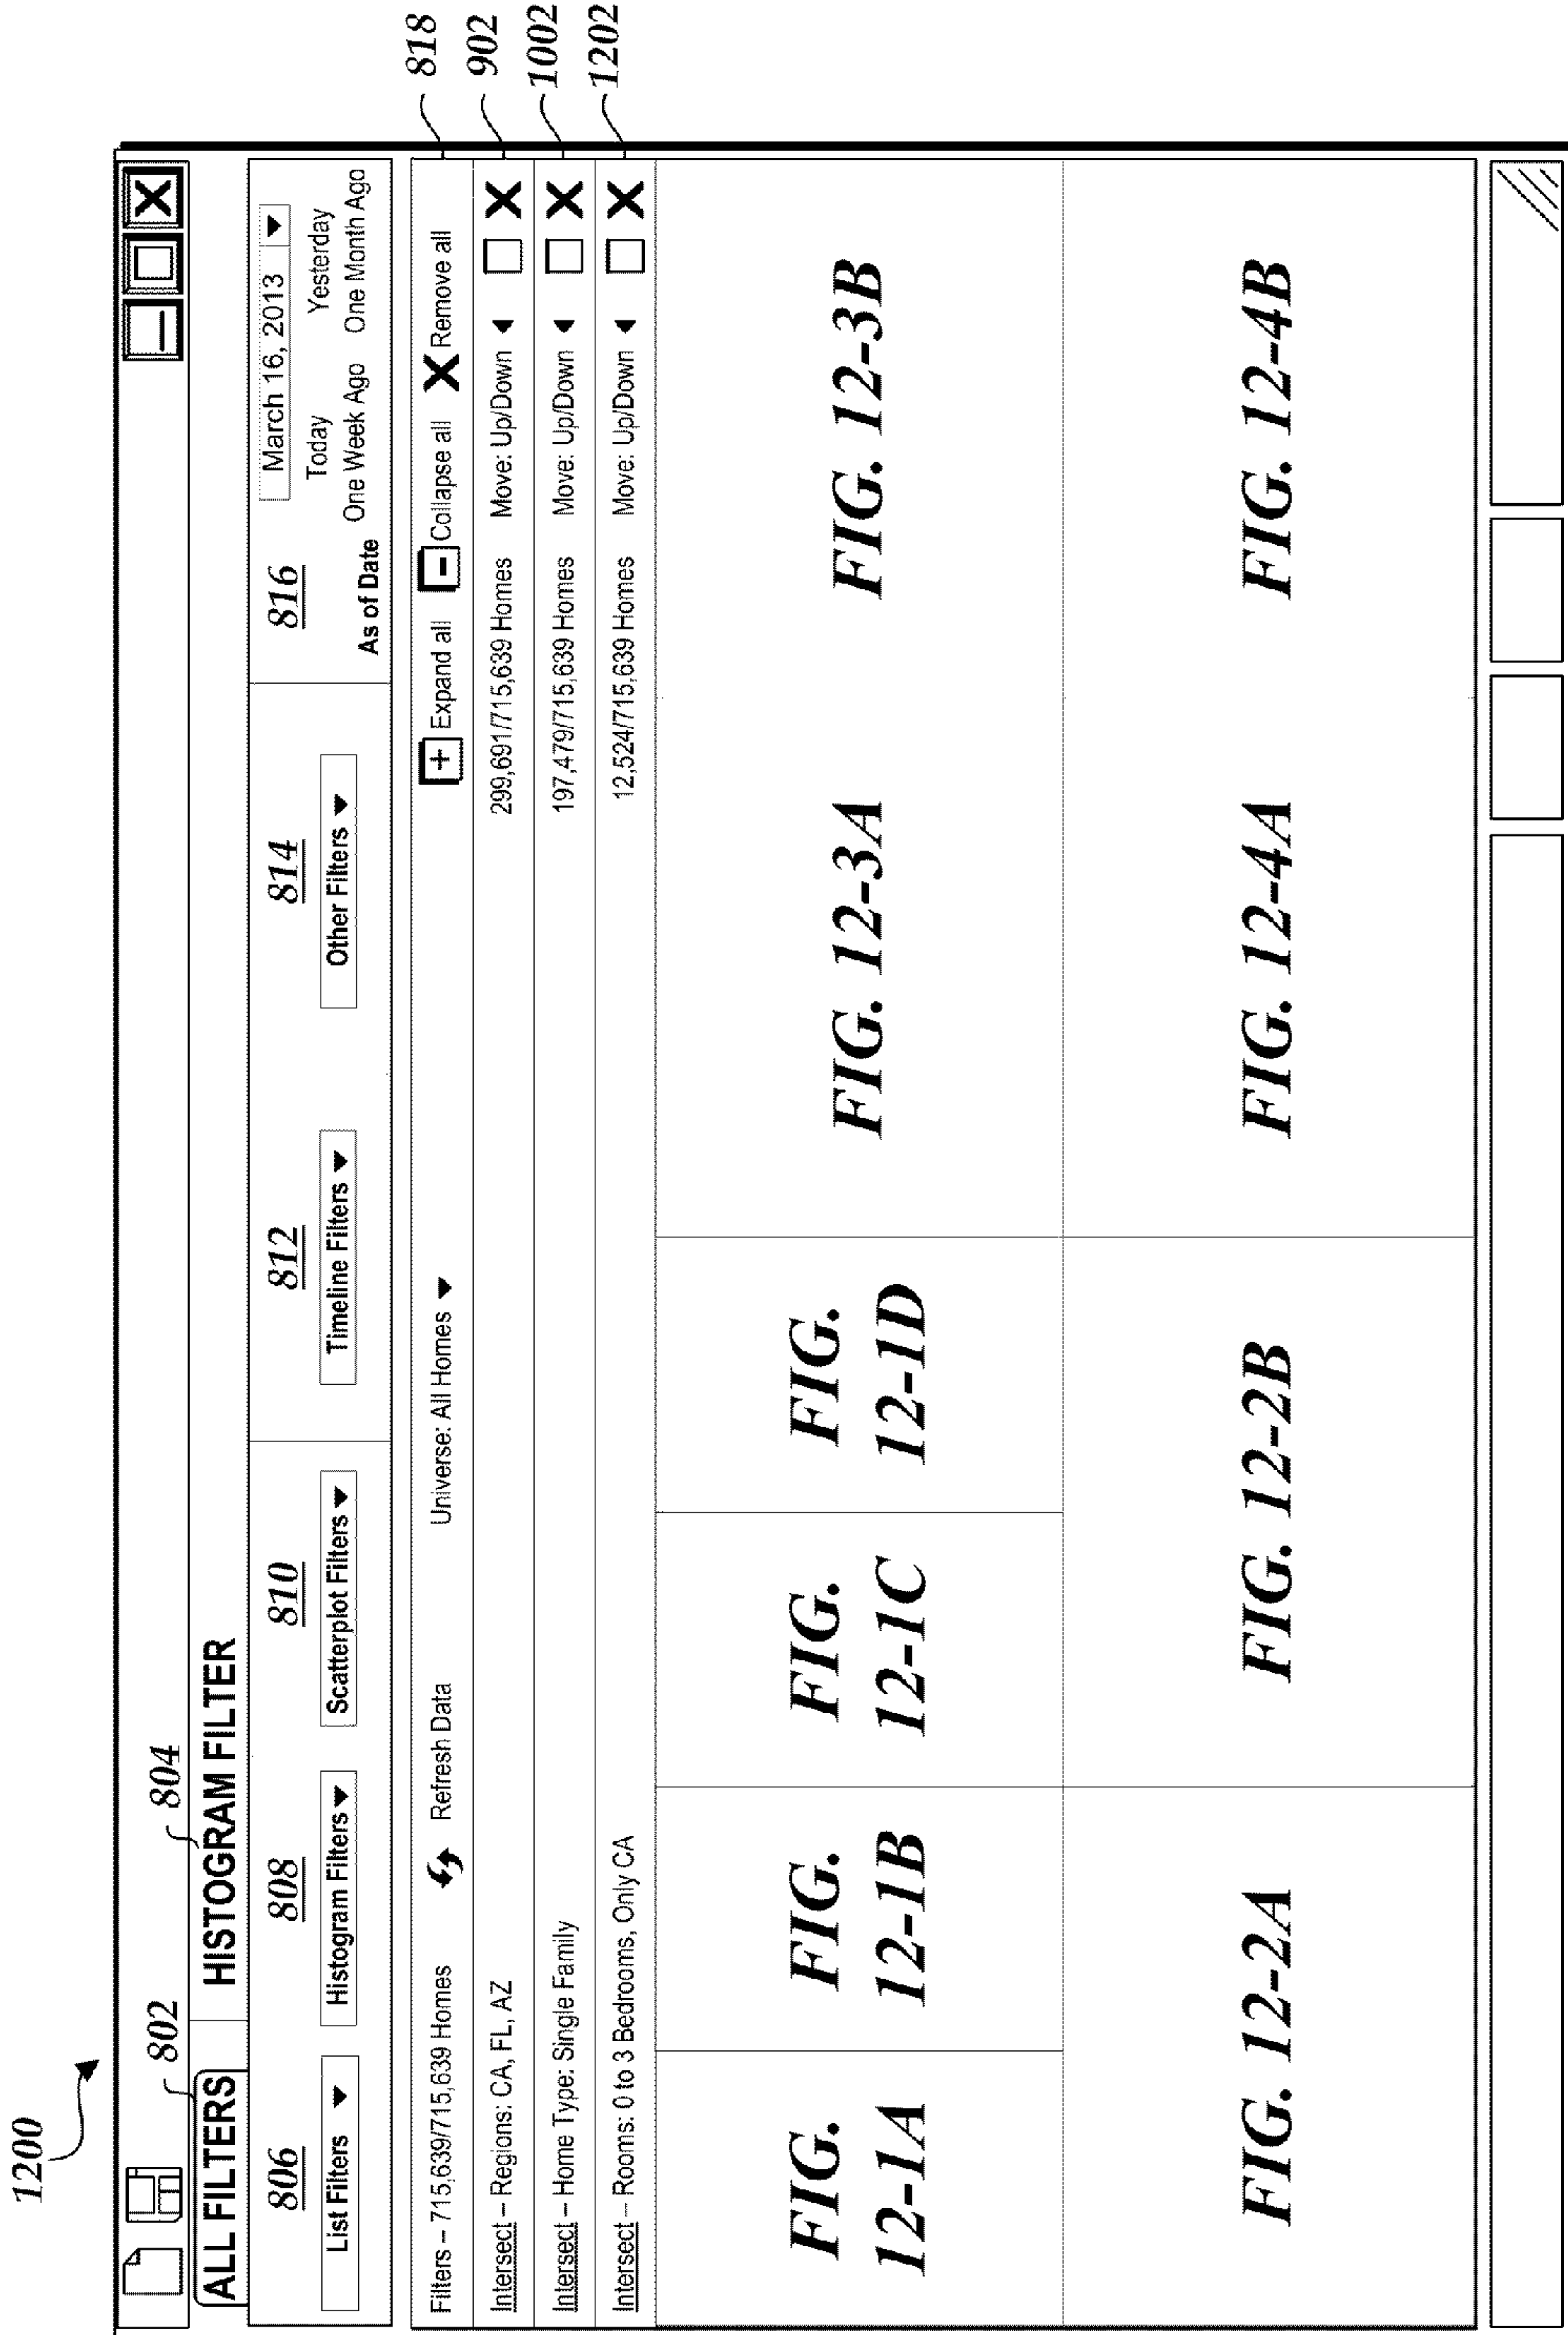 1200
802
804
ALL FILTERS
HISTOGRAM FILTER
806
808
810
812
814
816
List Filters
Histogram Filters
Scatterplot Filters
Timeline Filters
Other Filters
As of Date
March 16, 2013
Today
Yesterday
One Week Ago
One Month Ago
Filters – 715,639/715,639 Homes
Refresh Data
Universe: All Homes
+ Expand all
- Collapse all
X Remove all
818
Intersect – Regions: CA, FL, AZ
299,691/715,639 Homes
Move: Up/Down
X
902
Intersect – Home Type: Single Family
197,479/715,639 Homes
Move: Up/Down
X
1002
Intersect – Rooms: 0 to 3 Bedrooms, Only CA
12,524/715,639 Homes
Move: Up/Down
X
1202
FIG.
12-1A
FIG.
12-1B
FIG.
12-1C
FIG.
12-1D
FIG. 12-3A
FIG. 12-3B
FIG. 12-2A
FIG. 12-2B
FIG. 12-4A
FIG. 12-4B